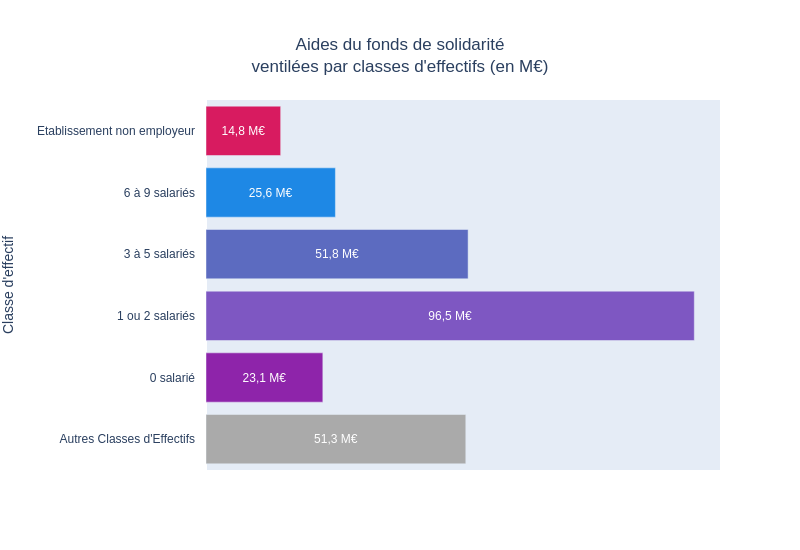 Aides du fonds de solidarité
ventilées par classes d'effectifs (en M€)
Classe d'effectif
Etablissement non employeur 14,8 M€
6 à 9 salariés 25,6 M€
3 à 5 salariés 51,8 M€
1 ou 2 salariés 96,5 M€
0 salarié 23,1 M€
Autres Classes d'Effectifs 51,3 M€